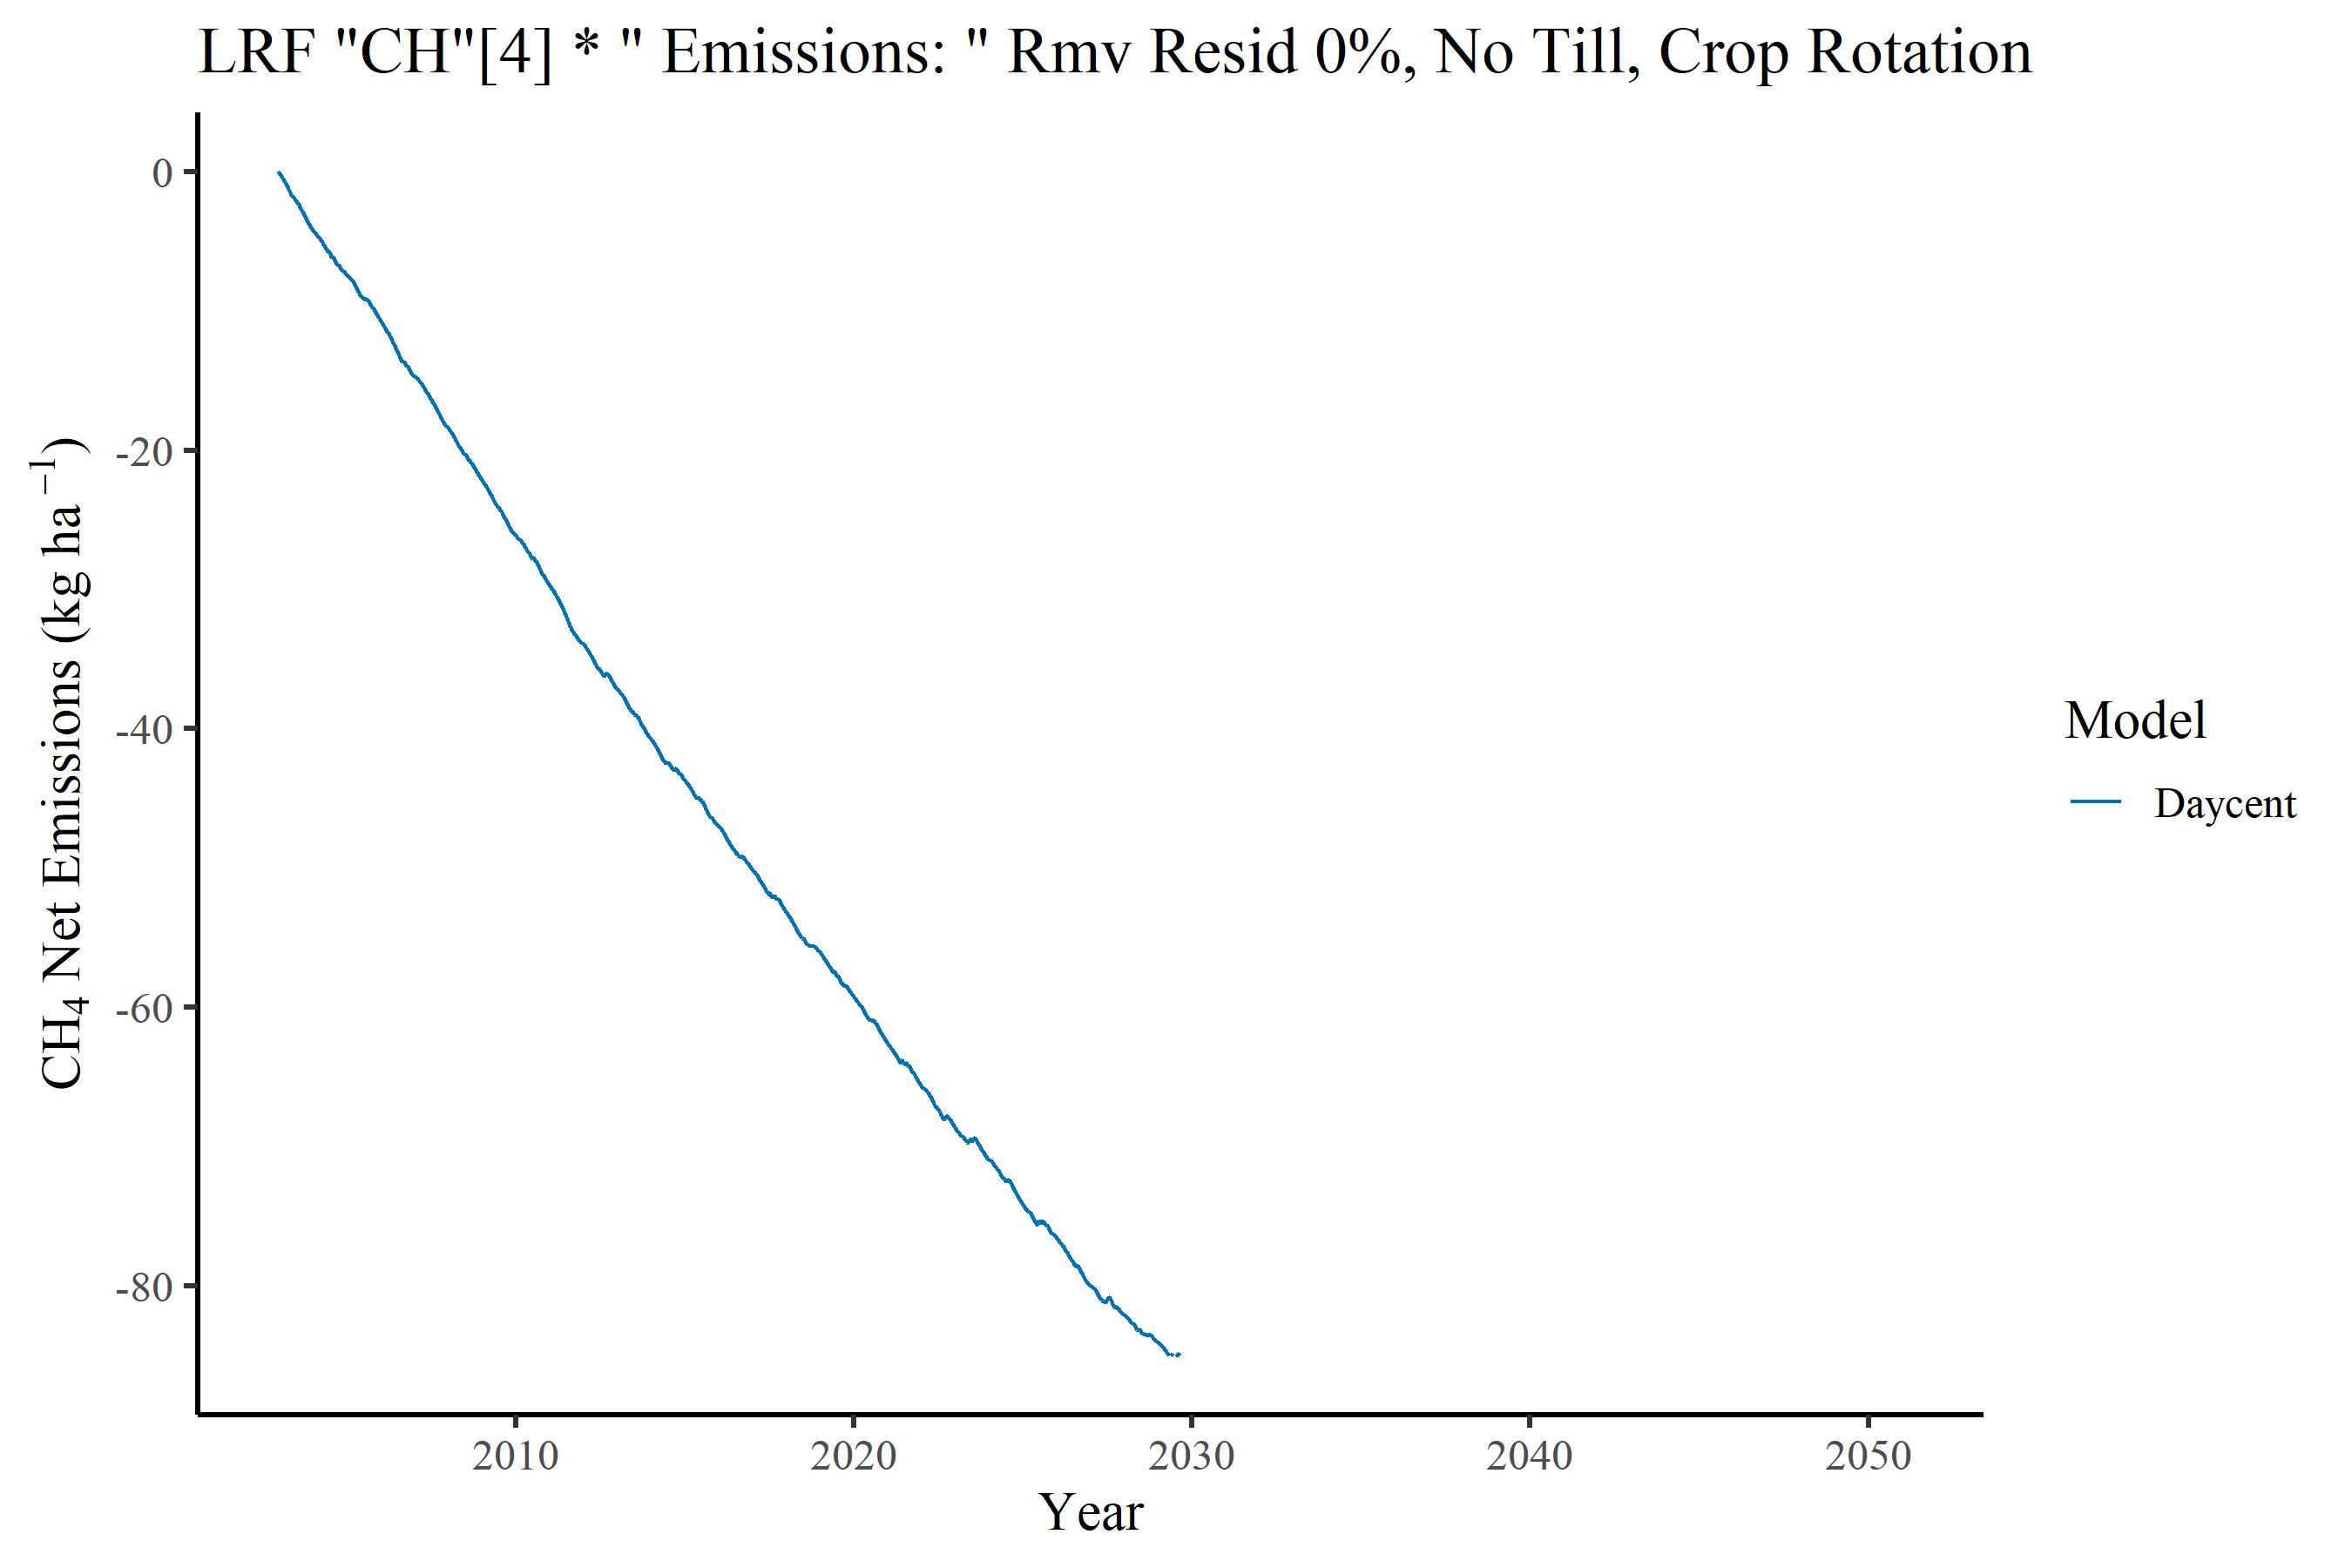 LRF "CH"[4] * " Emissions: " Rmv Resid 0%, No Till, Crop Rotation
CH₄ Net Emissions (kg ha ⁻¹)
0
-20
-40
-60
-80
2010 2020 2030 2040 2050
Year
Model
Daycent